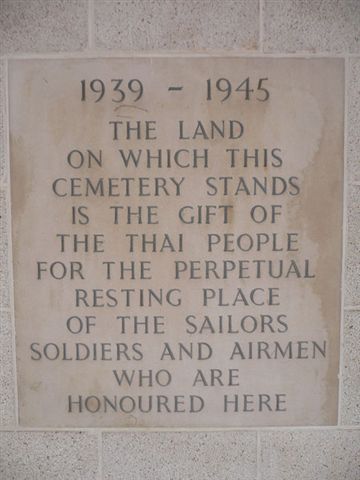 1939 - 1945
THE LAND
ON WHICH THIS
CEMETERY STANDS
IS THE GIFT OF
THE THAI PEOPLE
FOR THE PERPETUAL
RESTING PLACE
OF THE SAILORS
SOLDIERS AND AIRMEN
WHO ARE
HONOURED HERE